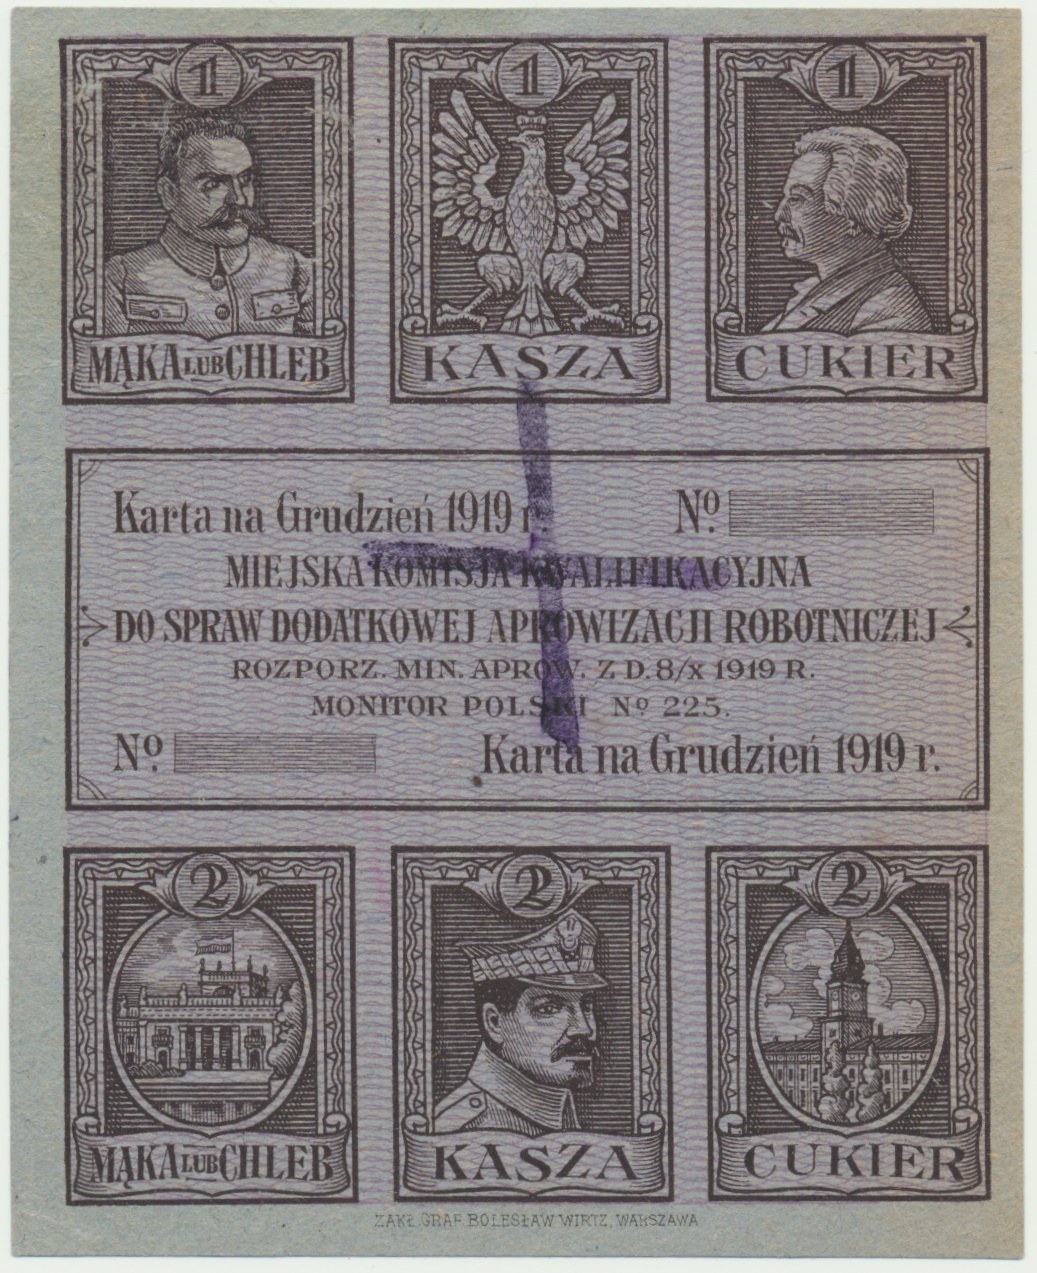 1
1
1
MĄKA LUB CHLEB
KASZA
CUKIER
Karta na Grudzień 1919 r.
№
MIEJSKA KOMISJA KWALIFIKACYJNA
DO SPRAW DODATKOWEJ APROWIZACJI ROBOTNICZEJ
ROZPORZ. MIN. APROW. Z D. 8/X 1919 R.
MONITOR POLSKI № 225.
№
Karta na Grudzień 1919 r.
2
2
2
MĄKA LUB CHLEB
KASZA
CUKIER
ZAKŁ. GRAF. BOLESŁAW WIRTZ, WARSZAWA